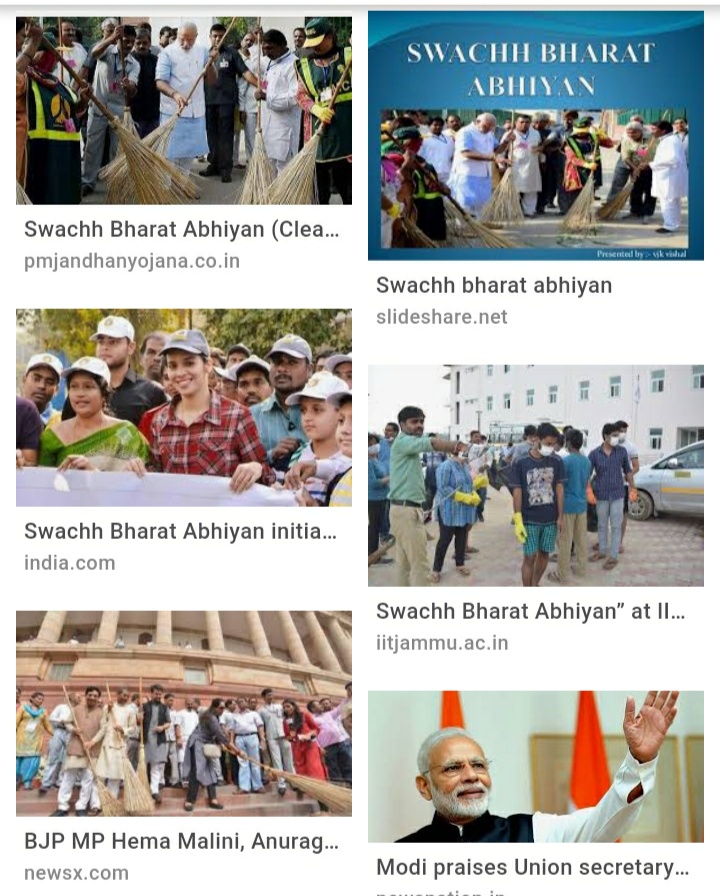 Swachh Bharat Abhiyan (Clea...
pmjandhanyojana.co.in
SWACHH BHARAT
ABHIYAN
Presented by :- vjk vishal
Swachh bharat abhiyan
slideshare.net
Swachh Bharat Abhiyan initia...
india.com
Swachh Bharat Abhiyan” at II...
iitjammu.ac.in
BJP MP Hema Malini, Anurag...
newsx.com
Modi praises Union secretary...